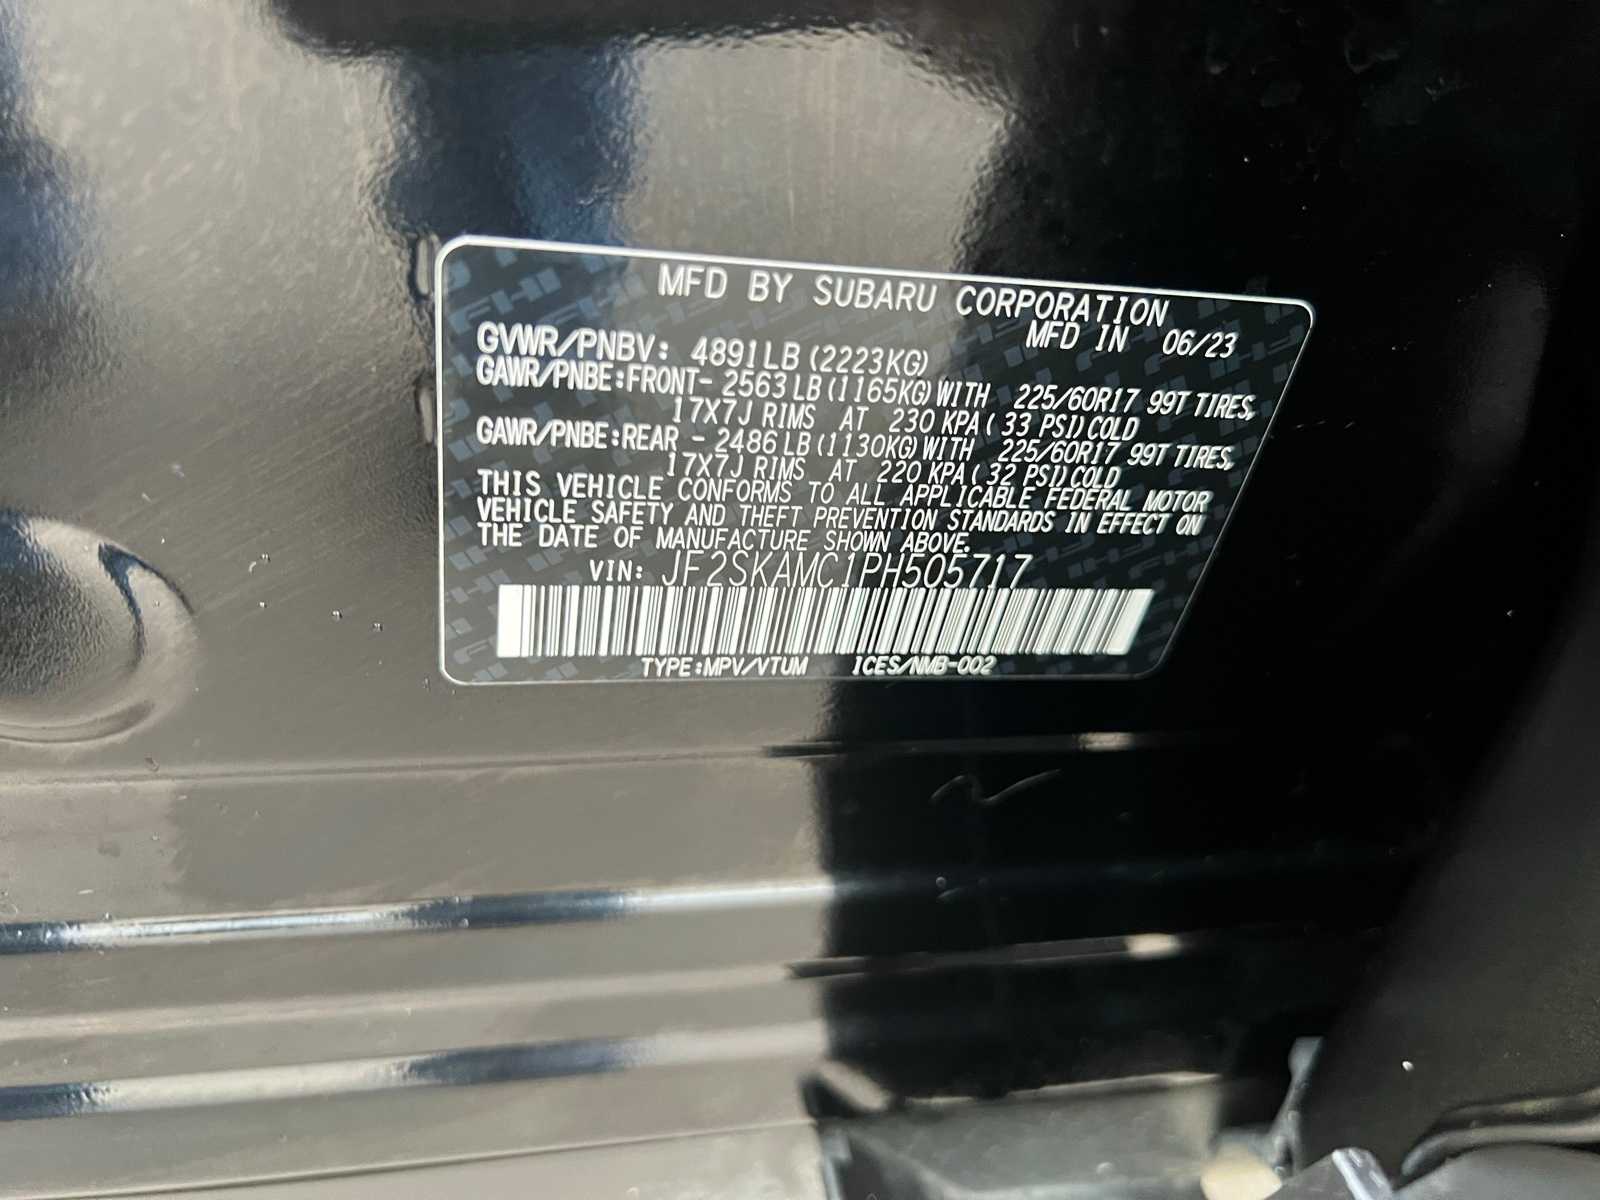 MFD BY SUBARU CORPORATION
MFD IN 06/23
GVWR/PNBV: 4891LB (2223KG)
GAWR/PNBE:FRONT- 2563LB (1165KG) WITH 225/60R17 99T TIRES,
17X7J RIMS AT 230 KPA ( 33 PSI) COLD
GAWR/PNBE:REAR - 2486LB (1130KG) WITH 225/60R17 99T TIRES,
17X7J RIMS AT 220 KPA ( 32 PSI) COLD
THIS VEHICLE CONFORMS TO ALL APPLICABLE FEDERAL MOTOR
VEHICLE SAFETY AND THEFT PREVENTION STANDARDS IN EFFECT ON
THE DATE OF MANUFACTURE SHOWN ABOVE.
VIN: JF2SKAMC1PH505717
TYPE:MPV/VTUM ICES/NMB-002